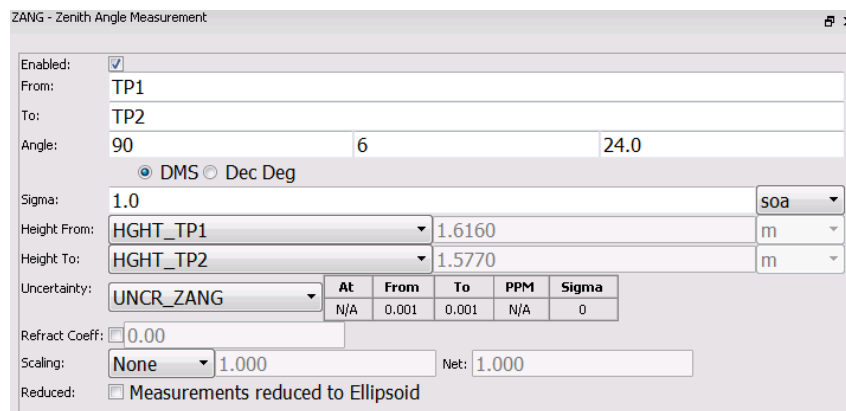 ZANG - Zenith Angle Measurement
Enabled:
From: TP1
To: TP2
Angle: 90 6 24.0
DMS Dec Deg
Sigma: 1.0 soa
Height From: HGHT_TP1 1.6160 m
Height To: HGHT_TP2 1.5770 m
Uncertainty: UNCR_ZANG At From To PPM Sigma
N/A 0.001 0.001 N/A 0
Refract Coeff: 0.00
Scaling: None 1.000 Net: 1.000
Reduced: Measurements reduced to Ellipsoid